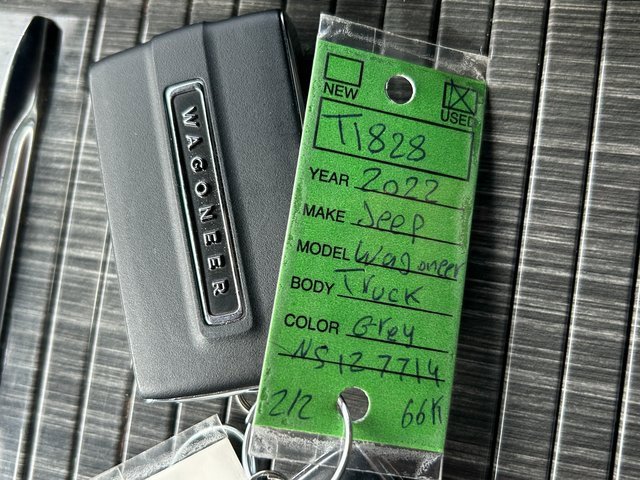 WAGONEER
NEW
USED
T1828
YEAR 2022
MAKE Jeep
MODEL Wagoneer
BODY Truck
COLOR Grey
NS127714
2/2 66K